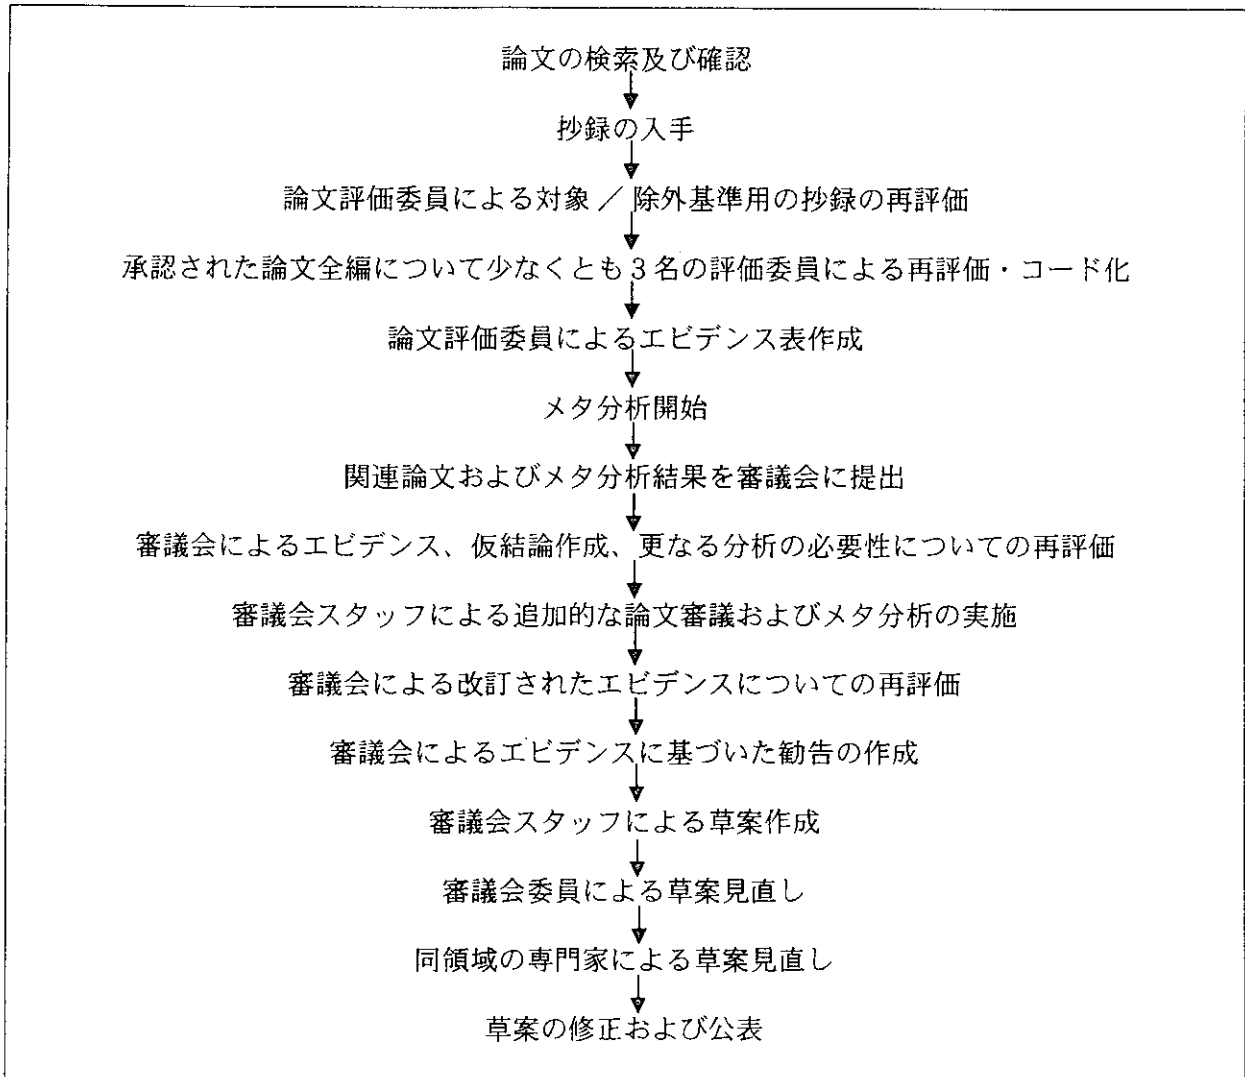 論文の検索及び確認
抄録の入手
論文評価委員による対象／除外基準用の抄録の再評価
承認された論文全編について少なくとも３名の評価委員による再評価・コード化
論文評価委員によるエビデンス表作成
メタ分析開始
関連論文およびメタ分析結果を審議会に提出
審議会によるエビデンス、仮結論作成、更なる分析の必要性についての再評価
審議会スタッフによる追加的な論文審議およびメタ分析の実施
審議会による改訂されたエビデンスについての再評価
審議会によるエビデンスに基づいた勧告の作成
審議会スタッフによる草案作成
審議会委員による草案見直し
同領域の専門家による草案見直し
草案の修正および公表